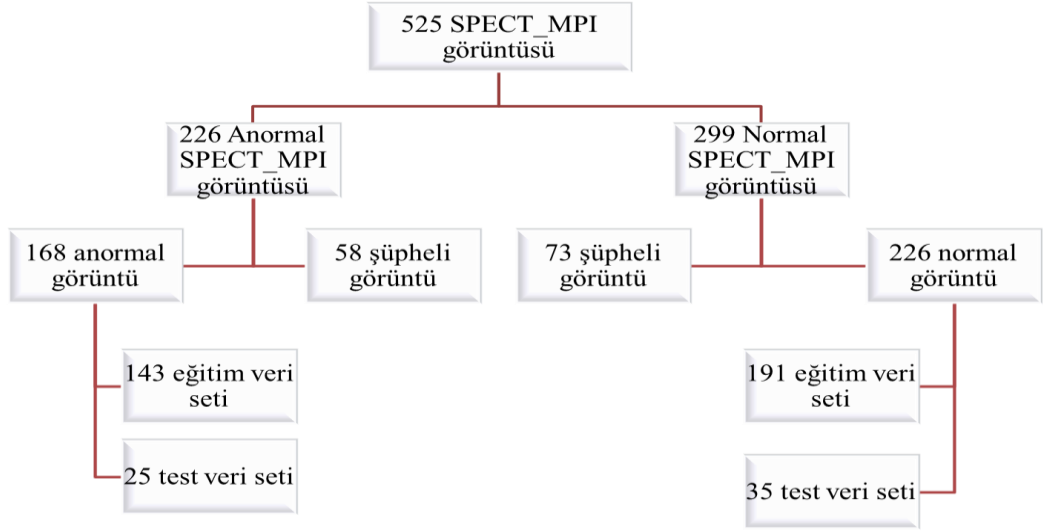 525 SPECT_MPI
görüntüsü
226 Anormal
SPECT_MPI
görüntüsü
299 Normal
SPECT_MPI
görüntüsü
168 anormal
görüntü
58 şüpheli
görüntü
73 şüpheli
görüntü
226 normal
görüntü
143 eğitim veri
seti
191 eğitim veri
seti
25 test veri seti
35 test veri seti